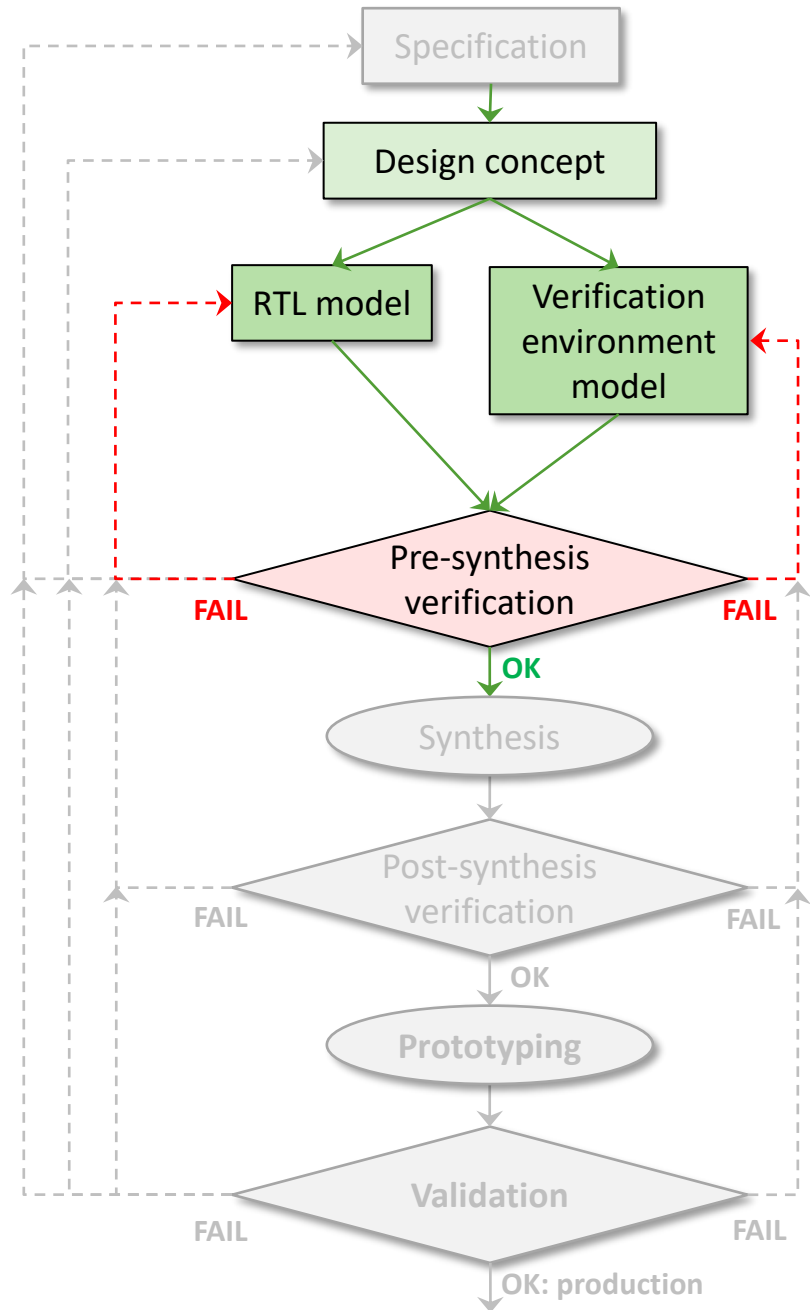 Specification
Design concept
RTL model
Verification
environment
model
Pre-synthesis
verification
FAIL
FAIL
OK
Synthesis
Post-synthesis
verification
FAIL
FAIL
OK
Prototyping
Validation
FAIL
FAIL
OK: production